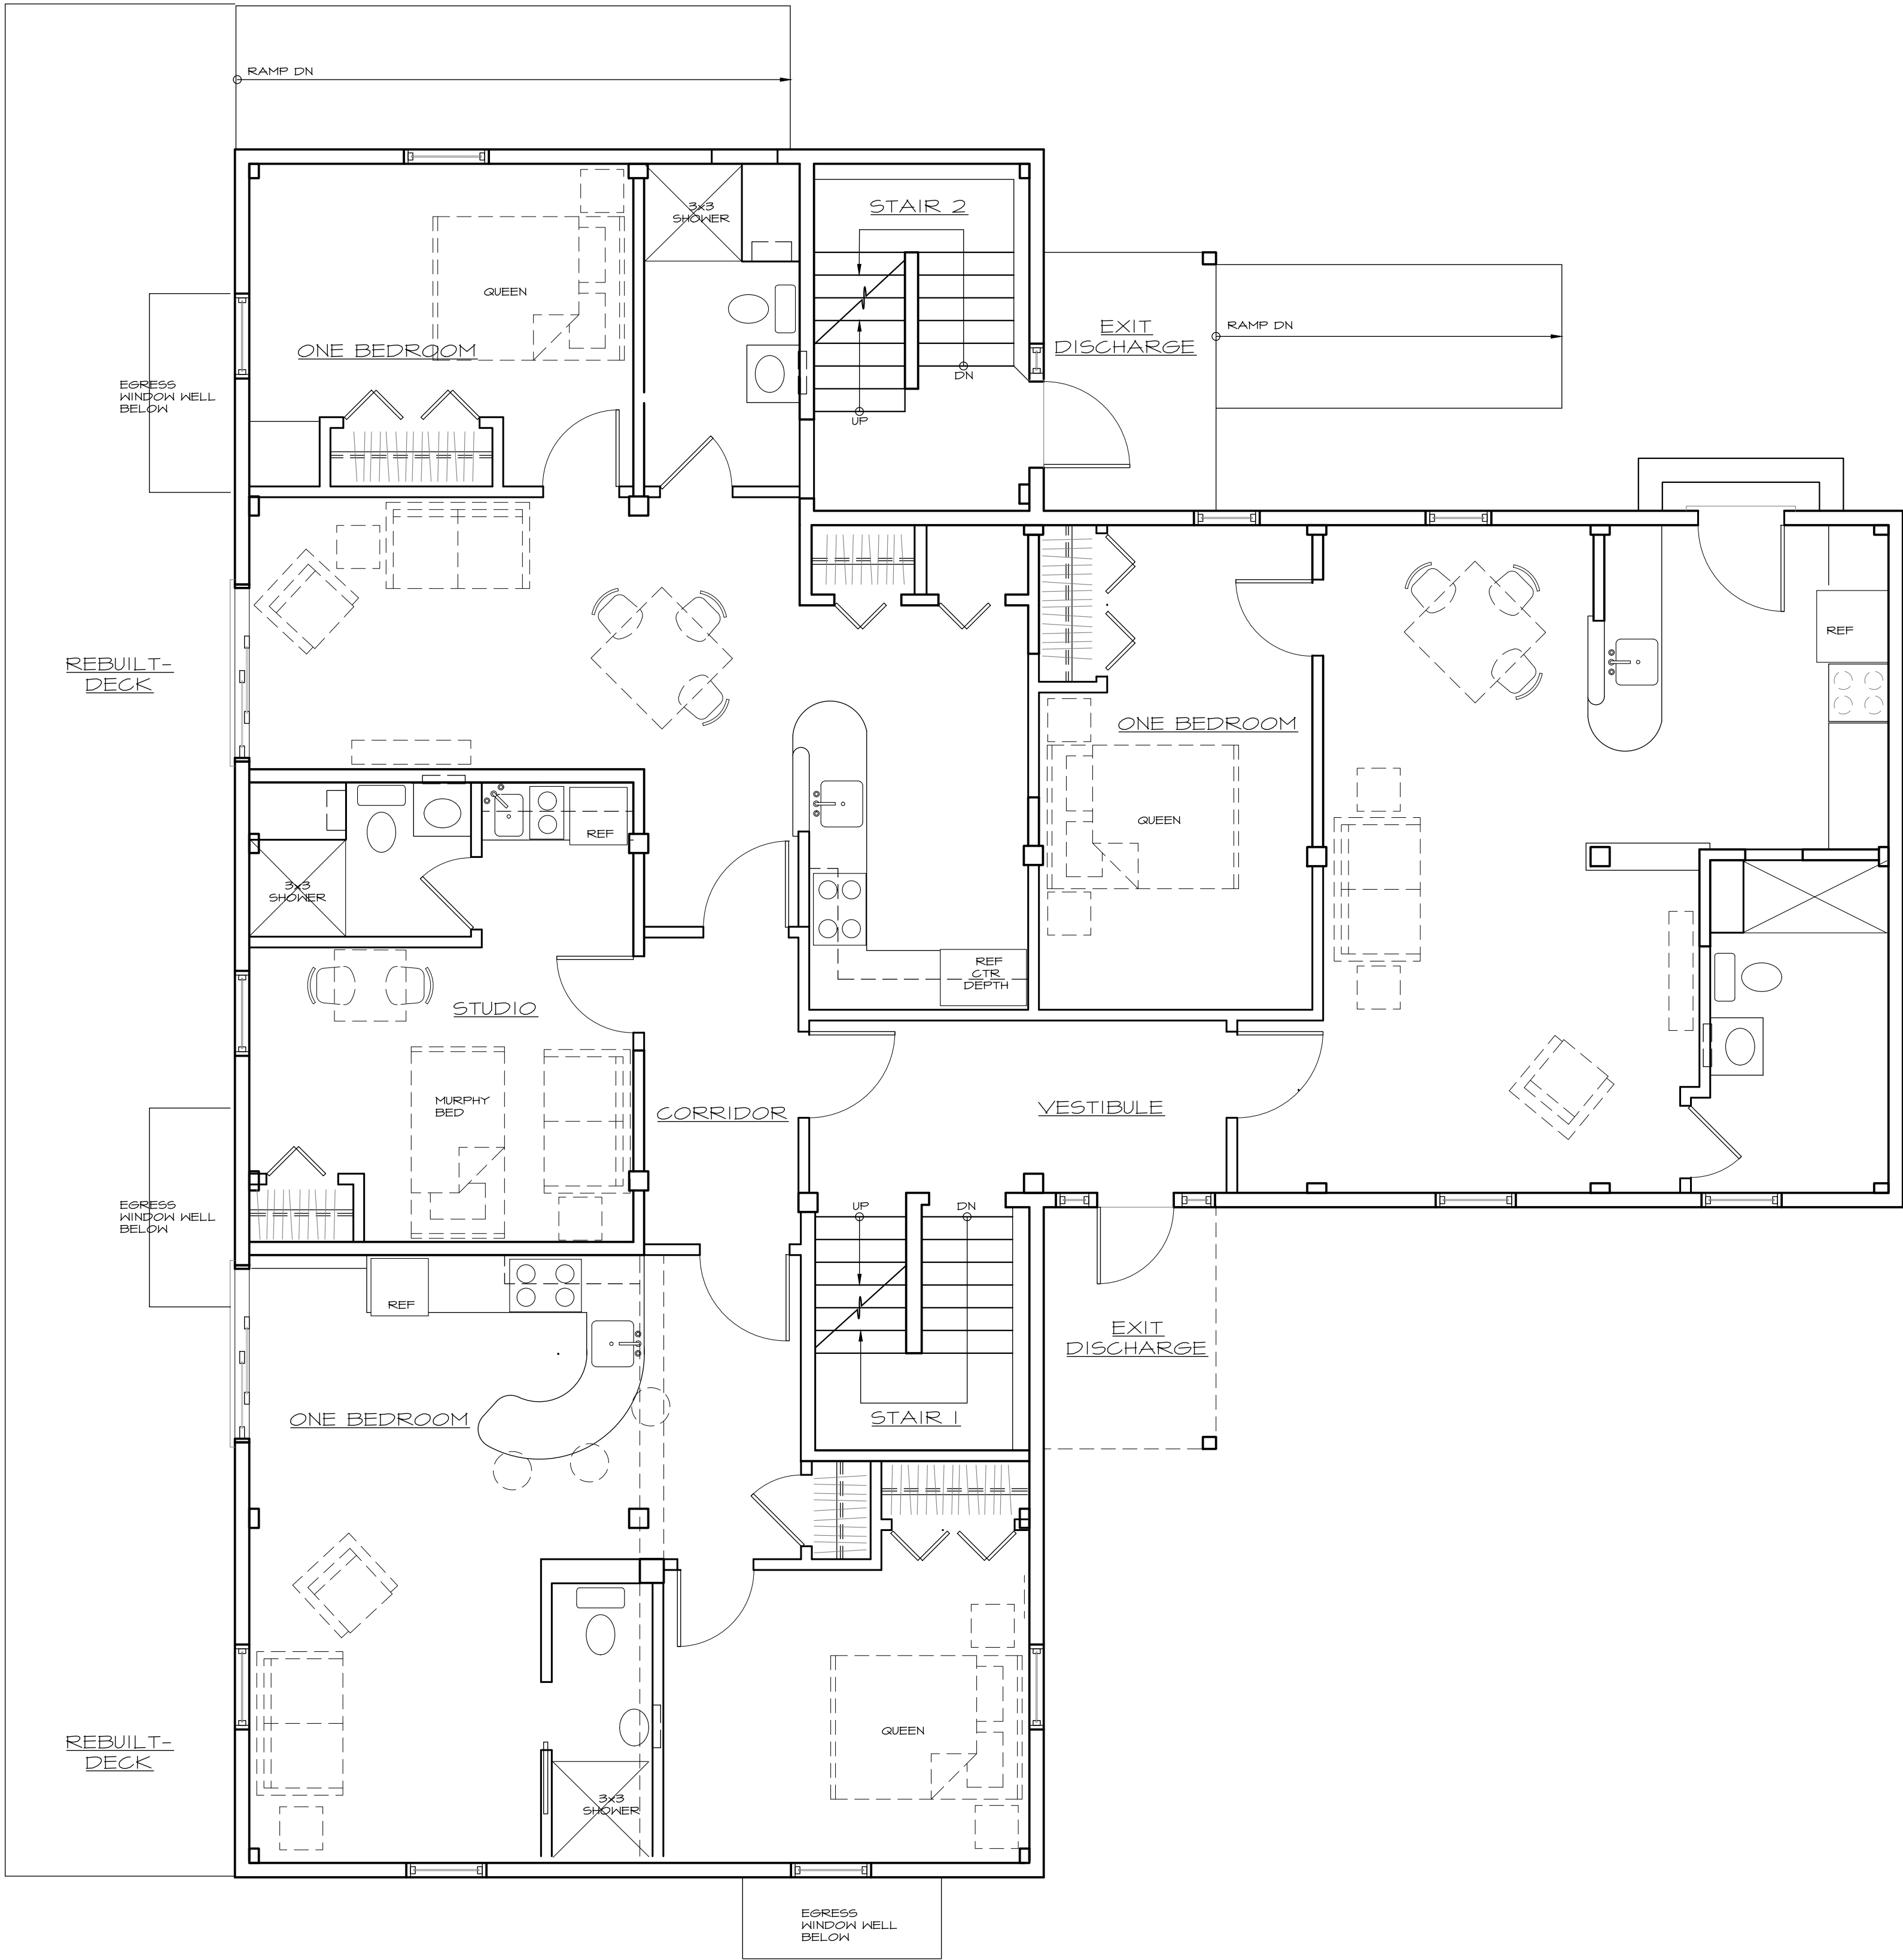 RAMP DN
3x3
SHOWER
STAIR 2
QUEEN
EXIT
DISCHARGE
RAMP DN
ONE BEDROOM
DN
EGRESS
WINDOW WELL
BELOW
UP
REF
REBUILT-
DECK
ONE BEDROOM
QUEEN
REF
3x3
SHOWER
REF
CTR
DEPTH
STUDIO
MURPHY
BED
CORRIDOR
VESTIBULE
EGRESS
WINDOW WELL
BELOW
UP
DN
REF
EXIT
DISCHARGE
ONE BEDROOM
STAIR 1
REBUILT-
DECK
QUEEN
3x3
SHOWER
EGRESS
WINDOW WELL
BELOW